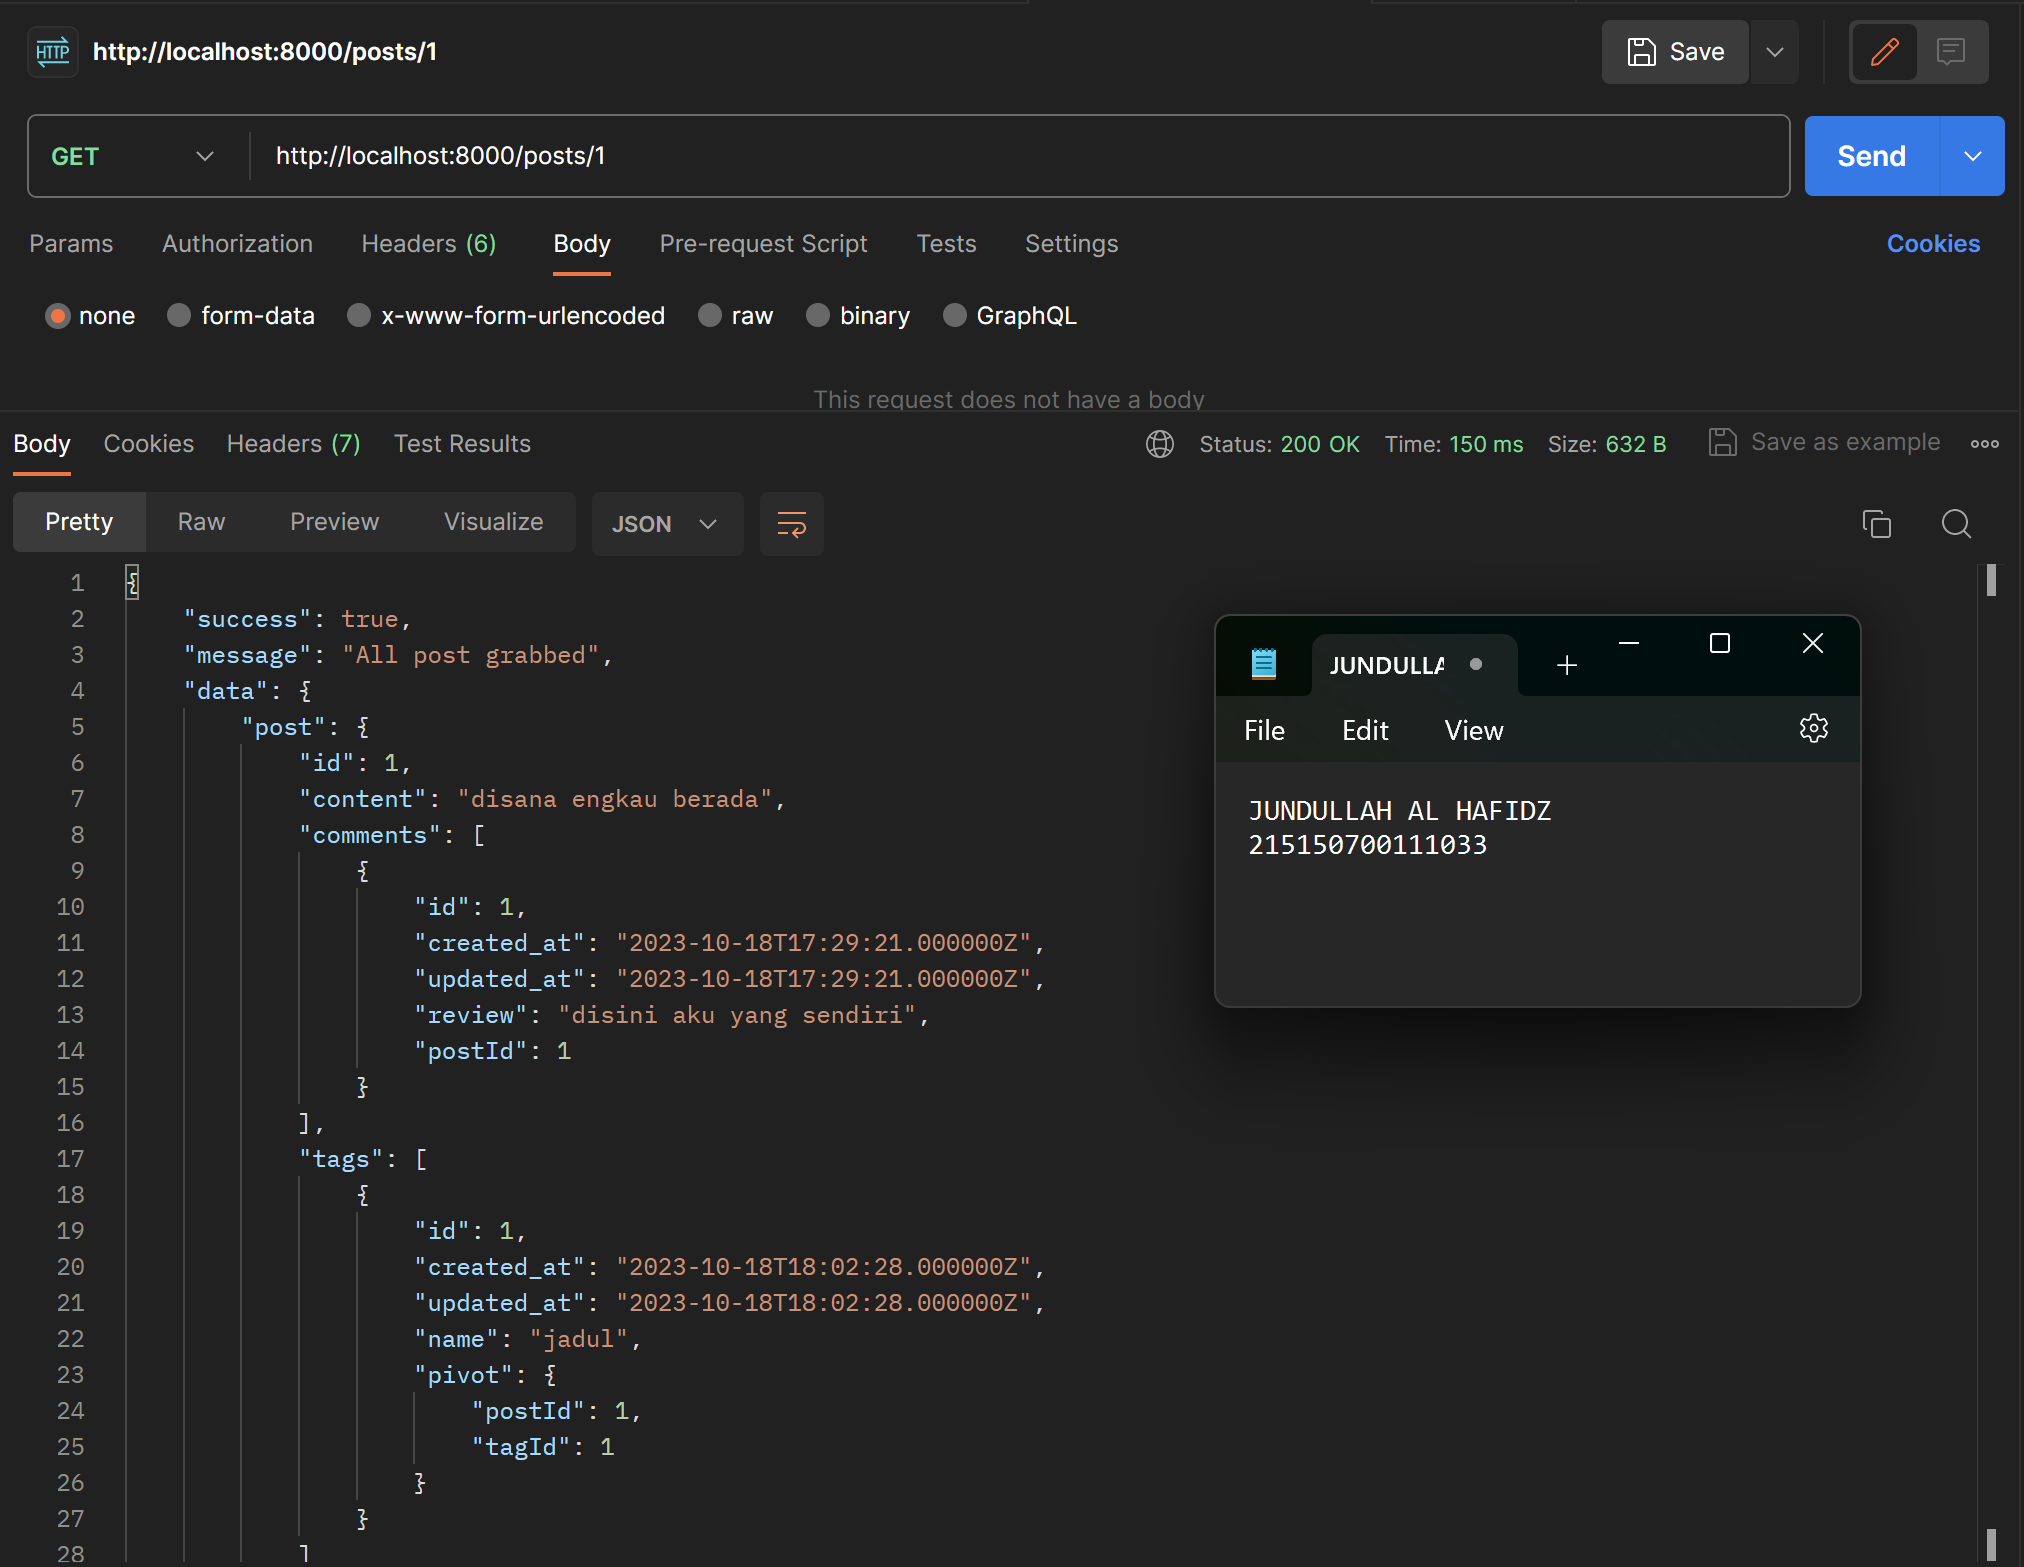 HTTP http://localhost:8000/posts/1
Save
GET http://localhost:8000/posts/1
Send
Params Authorization Headers (6) Body Pre-request Script Tests Settings Cookies
none form-data x-www-form-urlencoded raw binary GraphQL
This request does not have a body
Body Cookies Headers (7) Test Results Status: 200 OK Time: 150 ms Size: 632 B Save as example
Pretty Raw Preview Visualize JSON
1 {
2 "success": true,
3 "message": "All post grabbed",
4 "data": {
5 "post": {
6 "id": 1,
7 "content": "disana engkau berada",
8 "comments": [
9 {
10 "id": 1,
11 "created_at": "2023-10-18T17:29:21.000000Z",
12 "updated_at": "2023-10-18T17:29:21.000000Z",
13 "review": "disini aku yang sendiri",
14 "postId": 1
15 }
16 ],
17 "tags": [
18 {
19 "id": 1,
20 "created_at": "2023-10-18T18:02:28.000000Z",
21 "updated_at": "2023-10-18T18:02:28.000000Z",
22 "name": "jadul",
23 "pivot": {
24 "postId": 1,
25 "tagId": 1
26 }
27 }
28 ]
JUNDULLA
File Edit View
JUNDULLAH AL HAFIDZ
215150700111033